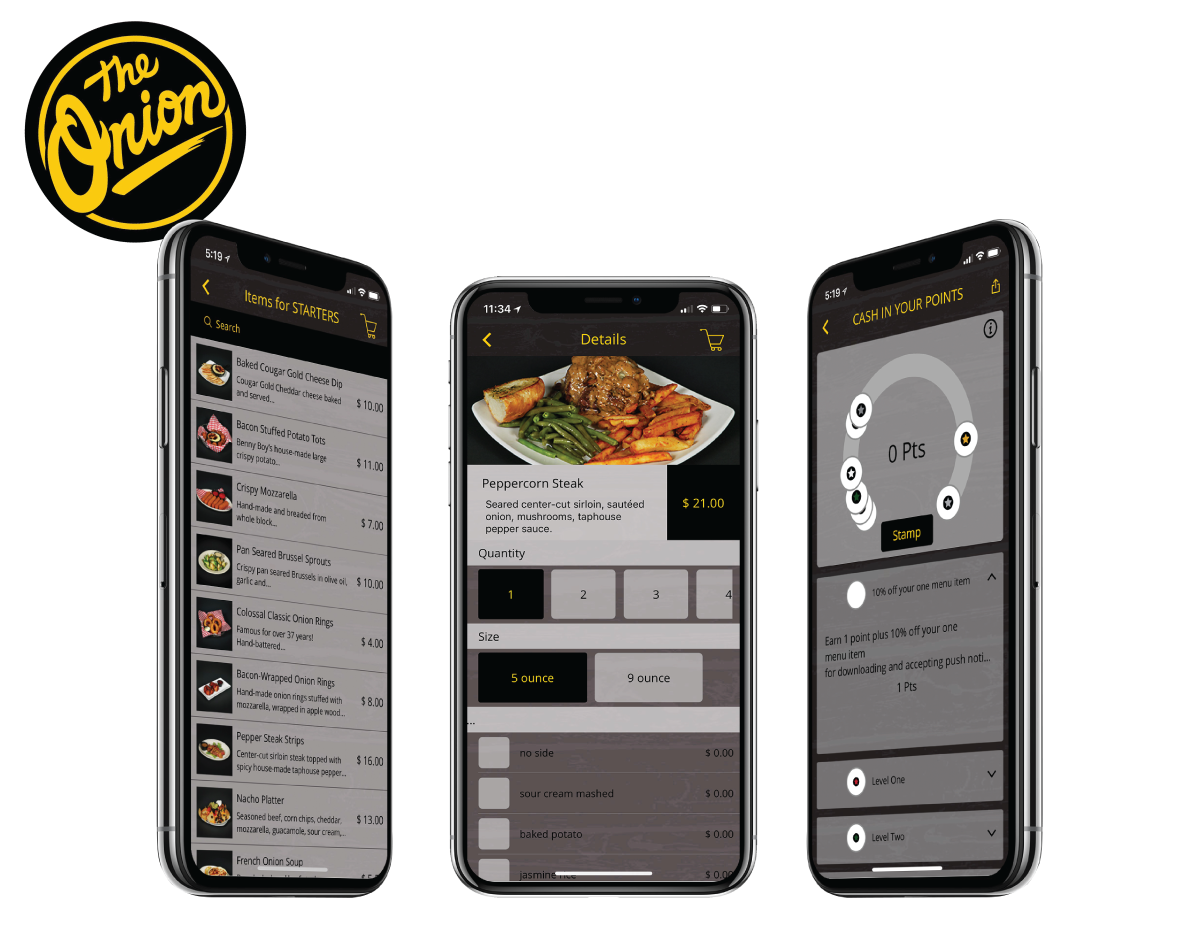 The
Onion
5:19
Items for STARTERS
Search
Baked Cougar Gold Cheese Dip
Cougar Gold Cheddar cheese baked
and served...
$ 10.00
Bacon Stuffed Potato Tots
Benny Boy's house-made large
crispy potato...
$ 11.00
Crispy Mozzarella
Hand-made and breaded from
whole block...
$ 7.00
Pan Seared Brussel Sprouts
Crispy pan seared Brussels in olive oil,
garlic and...
$ 10.00
Colossal Classic Onion Rings
Famous for over 37 years!
Hand-battered...
$ 4.00
Bacon-Wrapped Onion Rings
Hand-made onion rings stuffed with
mozzarella, wrapped in apple wood...
$ 8.00
Pepper Steak Strips
Center-cut sirloin steak topped with
spicy house made taphouse pepper...
$ 16.00
Nacho Platter
Seasoned beef, corn chips, cheddar,
mozzarella, guacamole, sour cream,...
$ 13.00
French Onion Soup
11:34
Details
Peppercorn Steak
Seared center-cut sirloin, sautéed
onion, mushrooms, taphouse
pepper sauce.
$ 21.00
Quantity
1 2 3 4
Size
5 ounce 9 ounce
...
no side $ 0.00
sour cream mashed $ 0.00
baked potato $ 0.00
jasmine rice $ 0.00
5:19
CASH IN YOUR POINTS
0 Pts
Stamp
10% off your one menu item
Earn 1 point plus 10% off your one
menu item
for downloading and accepting push noti...
1 Pts
Level One
Level Two